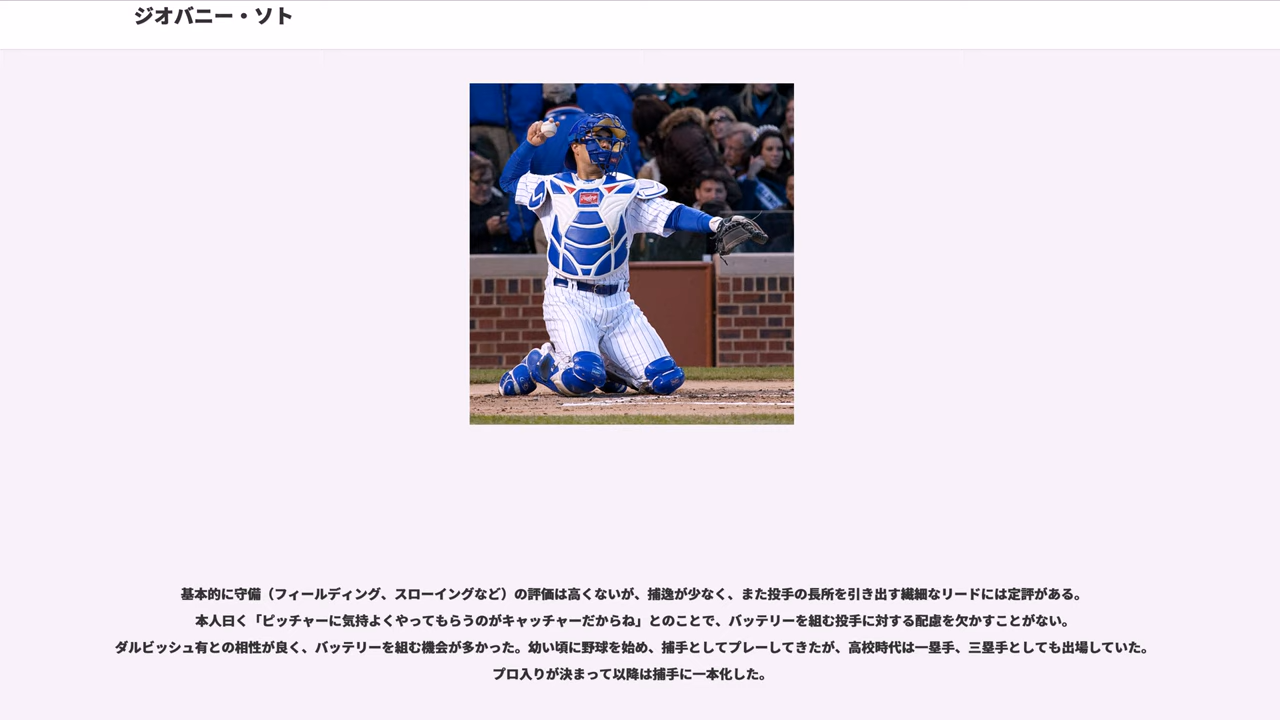 ジオバニー・ソト
基本的に守備（フィールディング、スローイングなど）の評価は高くないが、捕逸が少なく、また投手の長所を引き出す繊細なリードには定評がある。
本人曰く「ピッチャーに気持よくやってもらうのがキャッチャーだからね」とのことで、バッテリーを組む投手に対する配慮を欠かすことがない。
ダルビッシュ有との相性が良く、バッテリーを組む機会が多かった。幼い頃に野球を始め、捕手としてプレーしてきたが、高校時代は一塁手、三塁手としても出場していた。
プロ入りが決まって以降は捕手に一本化した。